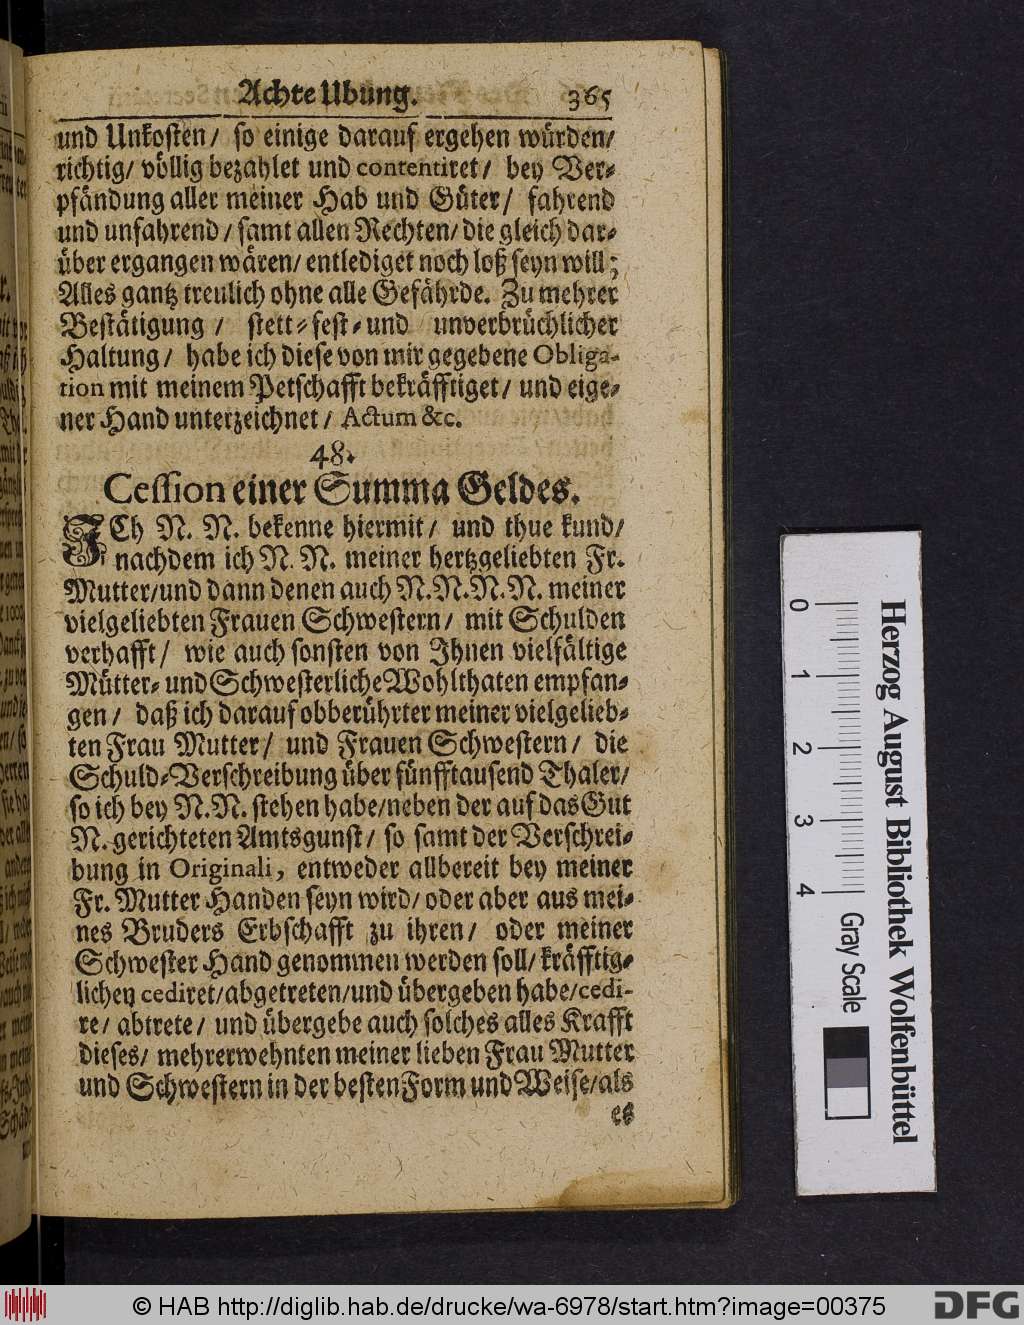 Achte Ubung. 365
und Unkosten/ so einige darauf ergehen würden/
richtig/ völlig bezahlet und contentiret/ bey Ver-
pfändung aller meiner Hab und Güter/ fahrend
und unfahrend/ samt allen Rechten/ die gleich dar-
über ergangen wären/ entlediget noch loß seyn will;
Alles gantz treulich ohne alle Gefährde. Zu mehrer
Bestätigung/ stett-fest-und unverbrüchlicher
Haltung/ habe ich diese von mir gegebene Obliga-
tion mit meinem Petschafft bekräfftiget/ und eige-
ner Hand unterzeichnet/ Actum &c.
48.
Cession einer Summa Geldes.
ICh N. N. bekenne hiermit/ und thue kund/
nachdem ich N. N. meiner hertzgeliebten Fr.
Mutter/und dann denen auch N.N.N.N. meiner
vielgeliebten Frauen Schwestern/ mit Schulden
verhafft/ wie auch sonsten von Ihnen vielfältige
Mütter- und Schwesterliche Wohlthaten empfan-
gen/ daß ich darauf obberührter meiner vielgelieb-
ten Frau Mutter/ und Frauen Schwestern/ die
Schuld-Verschreibung über fünfftausend Thaler/
so ich bey N.N. stehen habe/neben der auf das Gut
N. gerichteten Amtsgunst/ so samt der Verschrei-
bung in Originali, entweder allbereit bey meiner
Fr. Mutter Handen seyn wird/ oder aber aus mei-
nes Bruders Erbschafft zu ihren/ oder meiner
Schwester Hand genommen werden soll/ kräfftig-
lichen cediret/abgetreten/und übergeben habe/cedi-
re/ abtrete/ und übergebe auch solches alles Krafft
dieses/ mehrerwehnten meiner lieben Frau Mutter
und Schwestern in der besten Form und Weise/als
es
0 1 2 3 4 Gray Scale
Herzog August Bibliothek Wolfenbüttel
© HAB http://diglib.hab.de/drucke/wa-6978/start.htm?image=00375
DFG